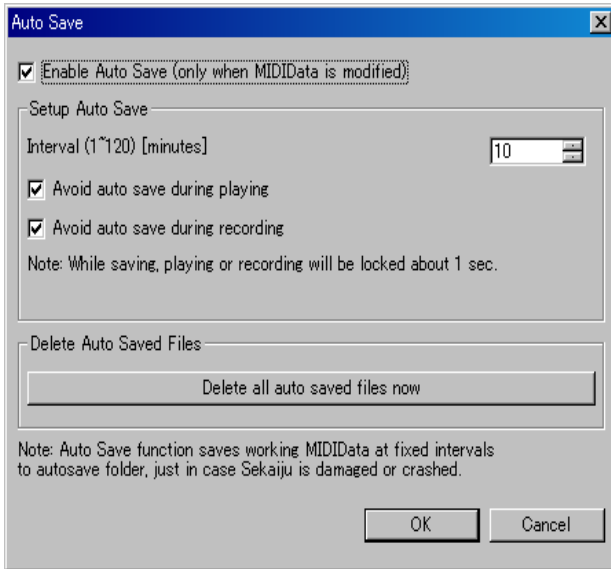 Auto Save
Enable Auto Save (only when MIDIData is modified)
Setup Auto Save
Interval (1~120) [minutes]
10
Avoid auto save during playing
Avoid auto save during recording
Note: While saving, playing or recording will be locked about 1 sec.
Delete Auto Saved Files
Delete all auto saved files now
Note: Auto Save function saves working MIDIData at fixed intervals
to autosave folder, just in case Sekaiju is damaged or crashed.
OK
Cancel